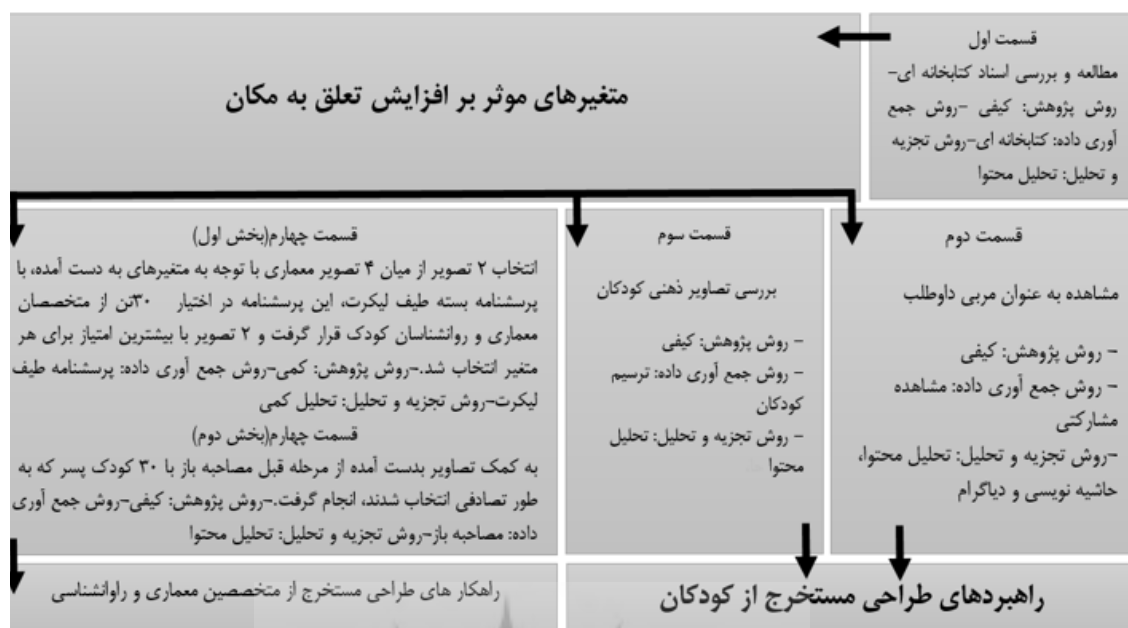 قسمت اول
مطالعه و بررسی اسناد کتابخانه ای-
روش پژوهش: کیفی -روش جمع
آوری داده: کتابخانه ای-روش تجزیه
و تحلیل: تحلیل محتوا
متغیرهای موثر بر افزایش تعلق به مکان
قسمت دوم
مشاهده به عنوان مربی داوطلب
- روش پژوهش: کیفی
- روش جمع آوری داده: مشاهده
مشارکتی
-روش تجزیه و تحلیل: تحلیل محتوا،
حاشیه نویسی و دیاگرام
قسمت سوم
بررسی تصاویر ذهنی کودکان
- روش پژوهش: کیفی
- روش جمع آوری داده: ترسیم
کودکان
- روش تجزیه و تحلیل: تحلیل
محتوا
قسمت چهارم(بخش اول)
انتخاب ۲ تصویر از میان ۴ تصویر معماری با توجه به متغیرهای به دست آمده، با
پرسشنامه بسته طیف لیکرت، این پرسشنامه در اختیار ۳۰تن از متخصصان
معماری و روانشناسان کودک قرار گرفت و ۲ تصویر با بیشترین امتیاز برای هر
متغیر انتخاب شد.-روش پژوهش: کمی-روش جمع آوری داده: پرسشنامه طیف
لیکرت-روش تجزیه و تحلیل: تحلیل کمی
قسمت چهارم(بخش دوم)
به کمک تصاویر بدست آمده از مرحله قبل مصاحبه باز با ۳۰ کودک پسر که به
طور تصادفی انتخاب شدند، انجام گرفت.-روش پژوهش: کیفی-روش جمع آوری
داده: مصاحبه باز-روش تجزیه و تحلیل: تحلیل محتوا
راهبردهای طراحی مستخرج از کودکان
راهکار های طراحی مستخرج از متخصصین معماری و راوانشناسی